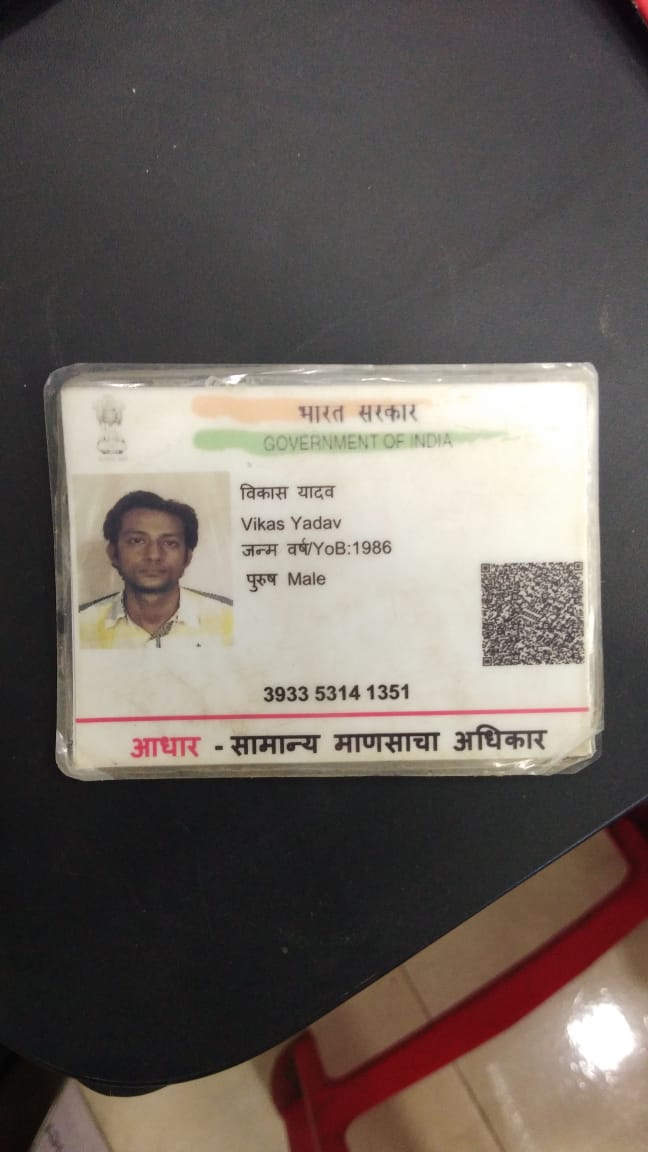 भारत सरकार
GOVERNMENT OF INDIA
विकास यादव
Vikas Yadav
जन्म वर्ष/YoB:1986
पुरुष Male
3933 5314 1351
आधार - सामान्य माणसाचा अधिकार